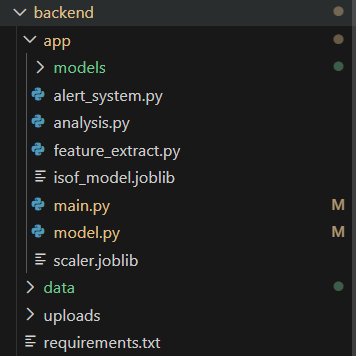 backend
app
models
alert_system.py
analysis.py
feature_extract.py
isof_model.joblib
main.py M
model.py M
scaler.joblib
data
uploads
requirements.txt